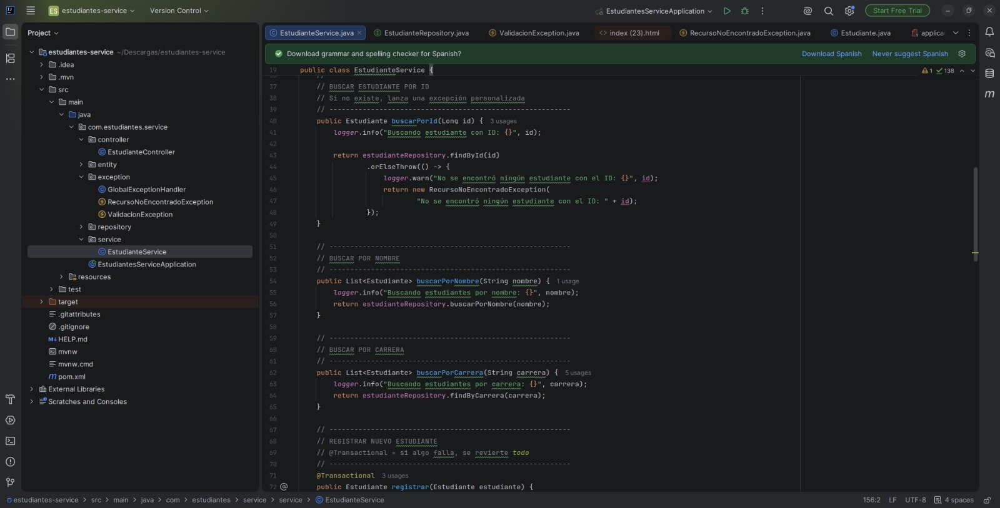 ES estudiantes-service Version Control EstudiantesServiceApplication Start Free Trial
Project
estudiantes-service ~/Descargas/estudiantes-service
.idea
.mvn
src
main
java
com.estudiantes.service
controller
EstudianteController
entity
exception
GlobalExceptionHandler
RecursoNoEncontradoException
ValidacionException
repository
service
EstudianteService
EstudiantesServiceApplication
resources
test
target
.gitattributes
.gitignore
M↓ HELP.md
mvnw
mvnw.cmd
m pom.xml
External Libraries
Scratches and Consoles
EstudianteService.java EstudianteRepository.java ValidacionException.java <> index (23).html RecursoNoEncontradoException.java Estudiante.java applica
Download grammar and spelling checker for Spanish? Download Spanish Never suggest Spanish
19 public class EstudianteService { 1 138
37 // BUSCAR ESTUDIANTE POR ID
38 // Si no existe, lanza una excepción personalizada
39 // ----------------------------------------------------------
40 public Estudiante buscarPorId(Long id) { 3 usages
41 logger.info("Buscando estudiante con ID: {}", id);
42
43 return estudianteRepository.findById(id)
44 .orElseThrow(() -> {
45 logger.warn("No se encontró ningún estudiante con el ID: {}", id);
46 return new RecursoNoEncontradoException(
47 "No se encontró ningún estudiante con el ID: " + id);
48 });
49 }
50
51 // ----------------------------------------------------------
52 // BUSCAR POR NOMBRE
53 // ----------------------------------------------------------
54 public List<Estudiante> buscarPorNombre(String nombre) { 1 usage
55 logger.info("Buscando estudiantes por nombre: {}", nombre);
56 return estudianteRepository.buscarPorNombre(nombre);
57 }
58
59 // ----------------------------------------------------------
60 // BUSCAR POR CARRERA
61 // ----------------------------------------------------------
62 public List<Estudiante> buscarPorCarrera(String carrera) { 5 usages
63 logger.info("Buscando estudiantes por carrera: {}", carrera);
64 return estudianteRepository.findByCarrera(carrera);
65 }
66
67 // ----------------------------------------------------------
68 // REGISTRAR NUEVO ESTUDIANTE
69 // @Transactional = si algo falla, se revierte todo
70 // ----------------------------------------------------------
71 @Transactional 3 usages
72 public Estudiante registrar(Estudiante estudiante) {
estudiantes-service > src > main > java > com > estudiantes > service > service > EstudianteService 156:2 LF UTF-8 4 spaces